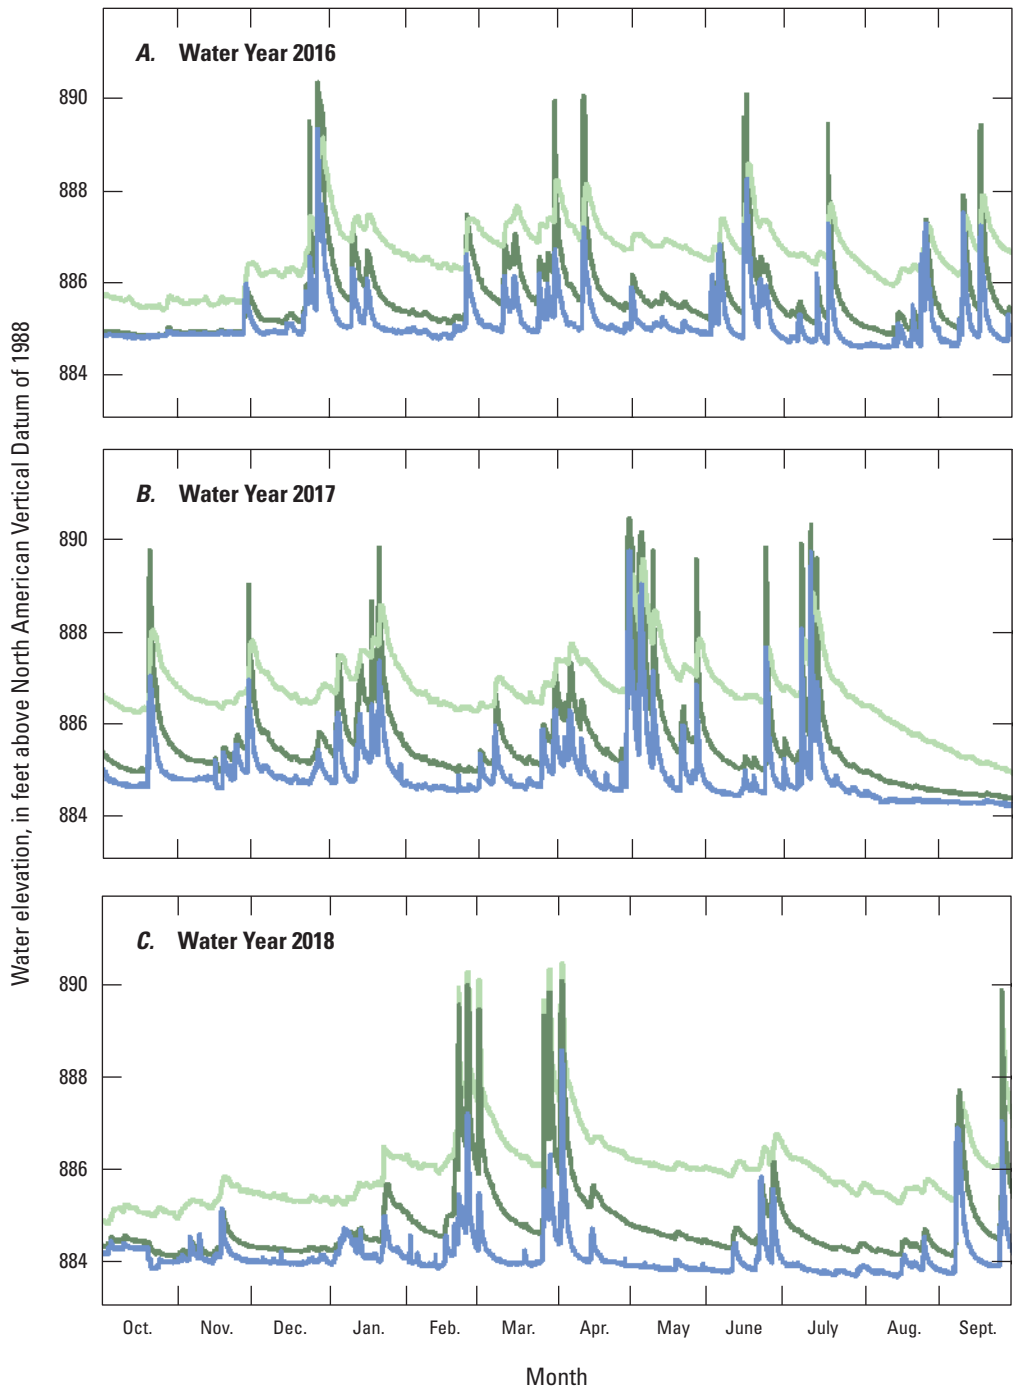 Water elevation, in feet above North American Vertical Datum of 1988
A. Water Year 2016
890
888
886
884
B. Water Year 2017
890
888
886
884
C. Water Year 2018
890
888
886
884
Oct. Nov. Dec. Jan. Feb. Mar. Apr. May June July Aug. Sept.
Month